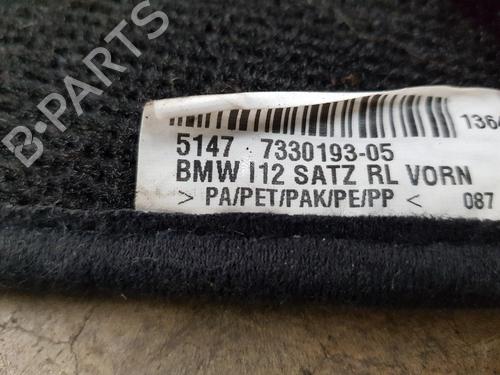 B-PARTS
1364
5147 7330193-05
BMW I12 SATZ RL VORN
> PA/PET/PAK/PE/PP < 087